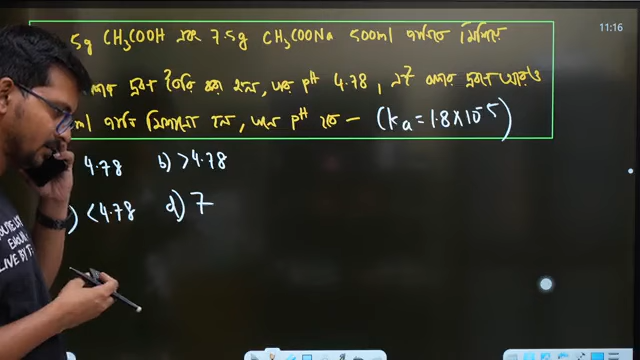 5g CH₃COOH এবং 7.5g CH₃COONa 500ml পানিতে মিশিয়ে
দ্রবণ তৈরি করা হল, যার pH 4.78, এই দ্রবণে আরও
ml পানি মিশানো হলে, pH হবে – (Ka = 1.8×10⁻⁵)
4.78 b) >4.78
) <4.78 d) 7
11:16